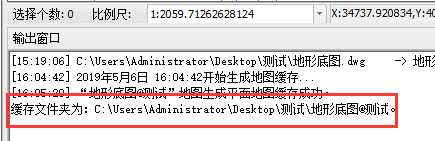 选择个数: 0 比例尺: 1:2059.71262628124 X:34737.920834,Y:40
输出窗口
[15:19:06] C:\Users\Administrator\Desktop\测试\地形底图.dwg -> 地形
[16:04:42] 2019年5月6日 16:04:42开始生成地图缓存...
[16:05:29] “地形底图@测试”地图生成平面地图缓存成功:
缓存文件夹为: C:\Users\Administrator\Desktop\测试\地形底图@测试。